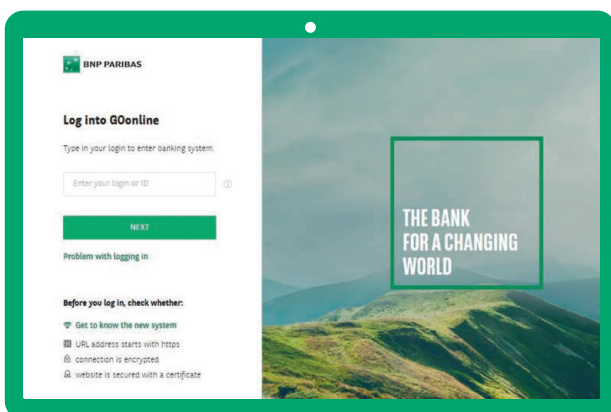 BNP PARIBAS
Log into GOonline
Type in your login to enter banking system.
Enter your login or ID
NEXT
Problem with logging in
Before you log in, check whether:
Get to know the new system
URL address starts with https
connection is encrypted
website is secured with a certificate
THE BANK
FOR A CHANGING
WORLD